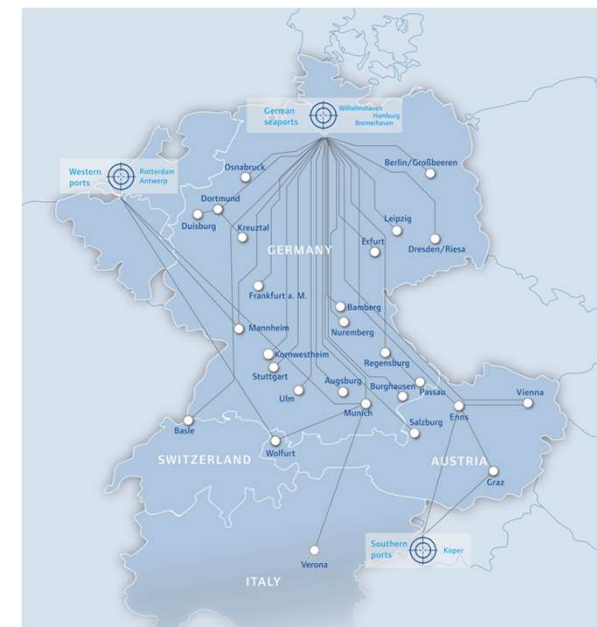 German
seaports
Wilhelmshaven
Hamburg
Bremerhaven
Western
ports
Rotterdam
Antwerp
Osnabruck
Berlin/Großbeeren
Dortmund
Duisburg
Kreuztal
Leipzig
GERMANY
Erfurt
Dresden/Riesa
Frankfurt a. M.
Bamberg
Nuremberg
Mannheim
Kornwestheim
Regensburg
Stuttgart
Augsburg
Burghausen
Passau
Ulm
Vienna
Munich
Enns
Basle
Salzburg
Wolfurt
SWITZERLAND
AUSTRIA
Graz
Southern
ports
Koper
Verona
ITALY